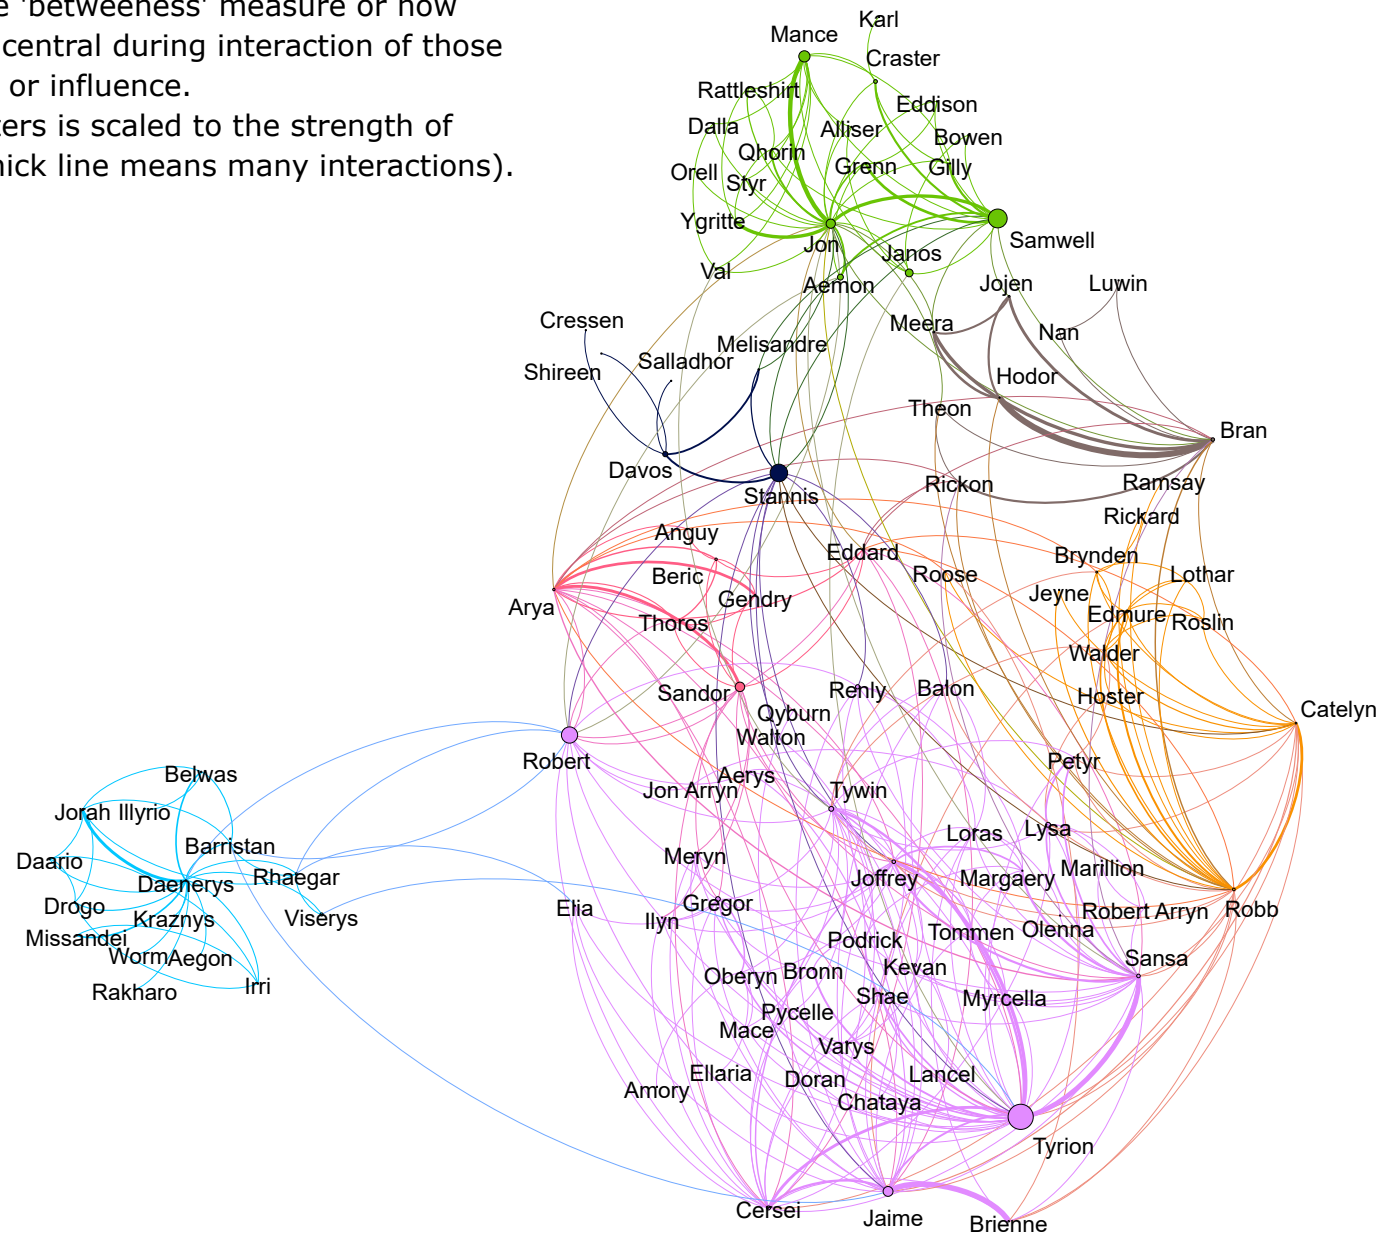 e 'betweeness' measure or how
central during interaction of those
or influence.
ters is scaled to the strength of
hick line means many interactions).
Karl
Mance
Craster
Rattleshirt
Eddison
Dalla
Alliser
Bowen
Qhorin
Grenn
Gilly
Orell
Styr
Ygritte
Jon
Samwell
Janos
Val
Aemon
Jojen
Luwin
Cressen
Meera
Nan
Melisandre
Salladhor
Shireen
Hodor
Theon
Bran
Davos
Stannis
Rickon
Ramsay
Rickard
Anguy
Eddard
Brynden
Beric
Roose
Lothar
Gendry
Jeyne
Arya
Edmure
Thoros
Roslin
Walder
Sandor
Renly
Balon
Hoster
Qyburn
Catelyn
Walton
Robert
Petyr
Belwas
Aerys
Jon Arryn
Tywin
Jorah
Illyrio
Loras
Lysa
Barristan
Meryn
Daario
Marillion
Daenerys
Rhaegar
Joffrey
Margaery
Drogo
Elia
Gregor
Robert Arryn
Robb
Kraznys
Viserys
Ilyn
Missandei
Podrick
Tommen
Olenna
Worm
Aegon
Sansa
Rakharo
Irri
Oberyn
Bronn
Kevan
Shae
Myrcella
Pycelle
Mace
Varys
Ellaria
Doran
Lancel
Amory
Chataya
Tyrion
Cersei
Jaime
Brienne